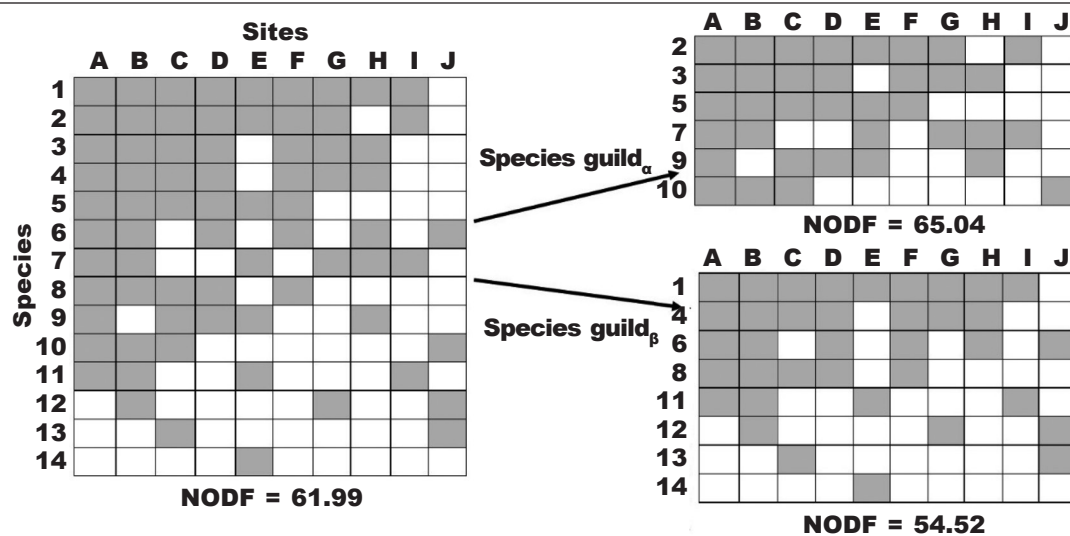 Sites
A B C D E F G H I J
Species
1
2
3
4
5
6
7
8
9
10
11
12
13
14
NODF = 61.99
Species guildα
Species guildβ
A B C D E F G H I J
2
3
5
7
9
10
NODF = 65.04
A B C D E F G H I J
1
4
6
8
11
12
13
14
NODF = 54.52